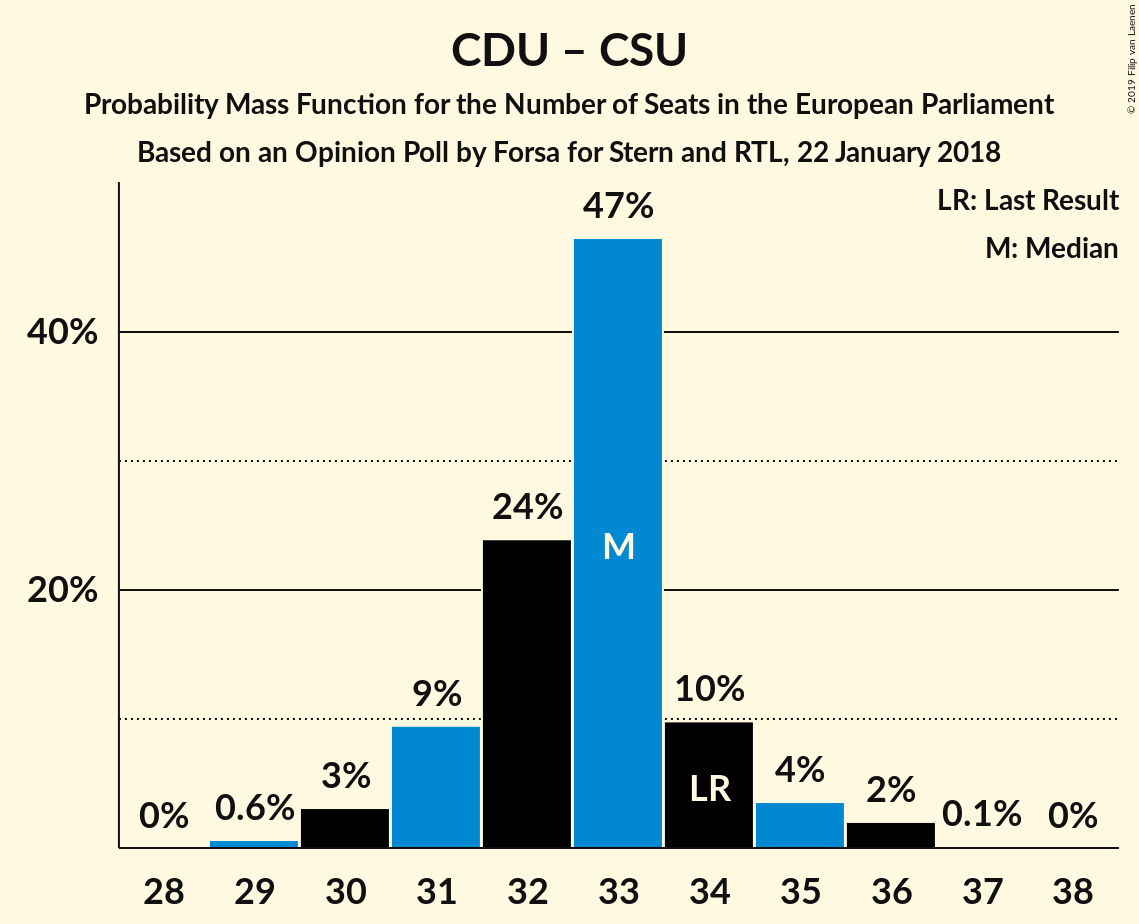 CDU – CSU
Probability Mass Function for the Number of Seats in the European Parliament
Based on an Opinion Poll by Forsa for Stern and RTL, 22 January 2018
© 2019 Filip van Laenen
LR: Last Result
M: Median
47%
40%
24%
M
20%
10%
9%
4%
3%
LR
2%
0.6%
0.1%
0%
0%
28 29 30 31 32 33 34 35 36 37 38